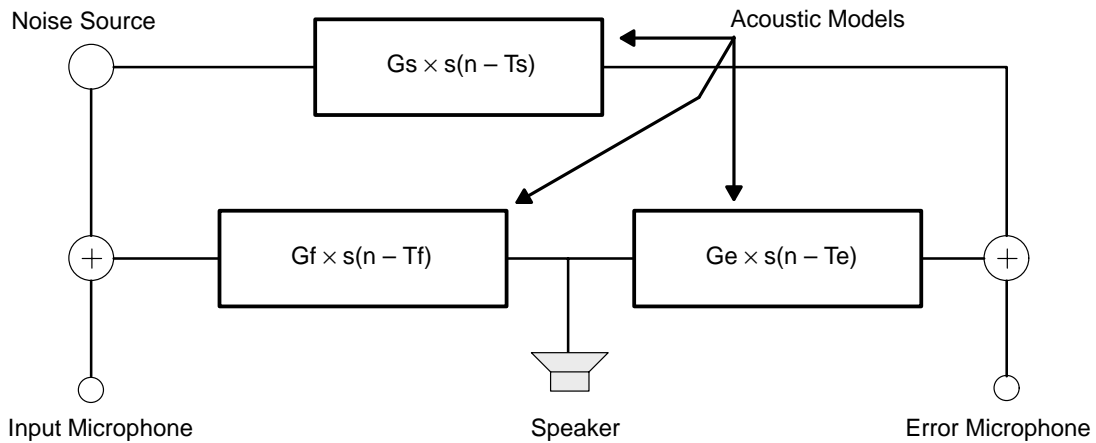 Noise Source
Acoustic Models
Gs × s(n – Ts)
Gf × s(n – Tf)
Ge × s(n – Te)
+
+
Input Microphone
Speaker
Error Microphone